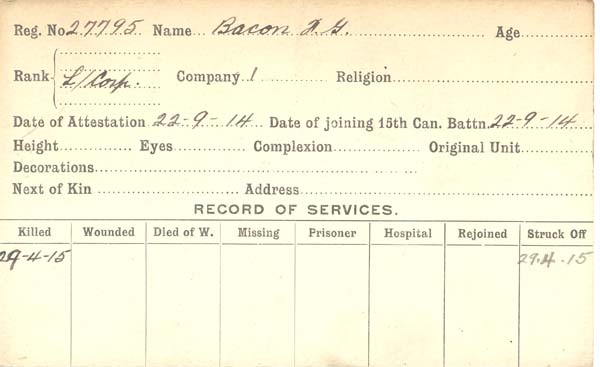 Reg. No. 27795 Name Bacon F. G. Age
Rank L/Corp. Company 1 Religion
Date of Attestation 22-9-14 Date of joining 15th Can. Battn. 22-9-14
Height Eyes Complexion Original Unit
Decorations
Next of Kin Address
RECORD OF SERVICES.
Killed Wounded Died of W. Missing Prisoner Hospital Rejoined Struck Off
29-4-15 29.4.15